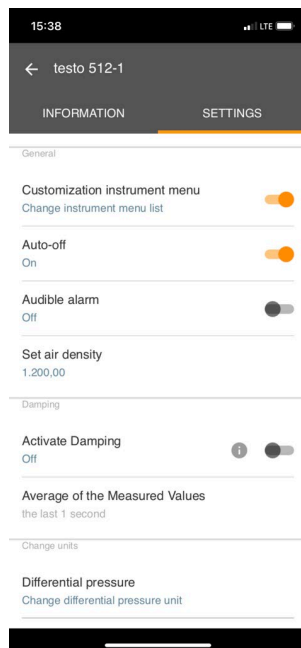 15:38
LTE
testo 512-1
INFORMATION
SETTINGS
General
Customization instrument menu
Change instrument menu list
Auto-off
On
Audible alarm
Off
Set air density
1.200,00
Damping
Activate Damping
Off
Average of the Measured Values
the last 1 second
Change units
Differential pressure
Change differential pressure unit